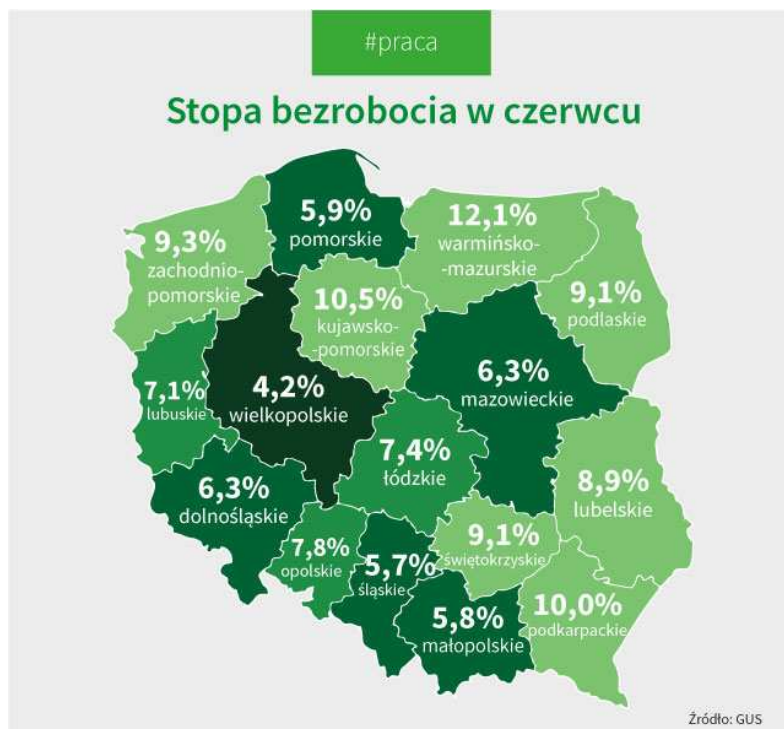 #praca
Stopa bezrobocia w czerwcu
5,9%
pomorskie
12,1%
warmińsko-
-mazurskie
9,3%
zachodnio-
pomorskie
10,5%
kujawsko-
-pomorskie
9,1%
podlaskie
7,1%
lubuskie
4,2%
wielkopolskie
6,3%
mazowieckie
7,4%
łódzkie
6,3%
dolnośląskie
8,9%
lubelskie
7,8%
opolskie
5,7%
śląskie
9,1%
świętokrzyskie
5,8%
małopolskie
10,0%
podkarpackie
Źródło: GUS